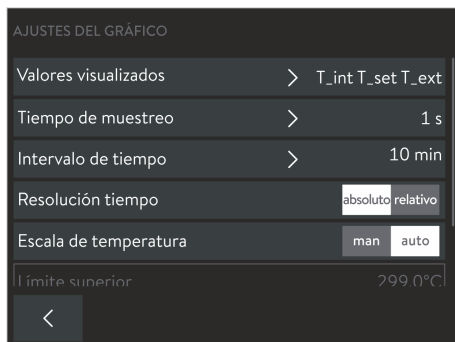 AJUSTES DEL GRÁFICO
Valores visualizados > T_int T_set T_ext
Tiempo de muestreo > 1 s
Intervalo de tiempo > 10 min
Resolución tiempo absoluto relativo
Escala de temperatura man auto
Límite superior 299.0°C
<